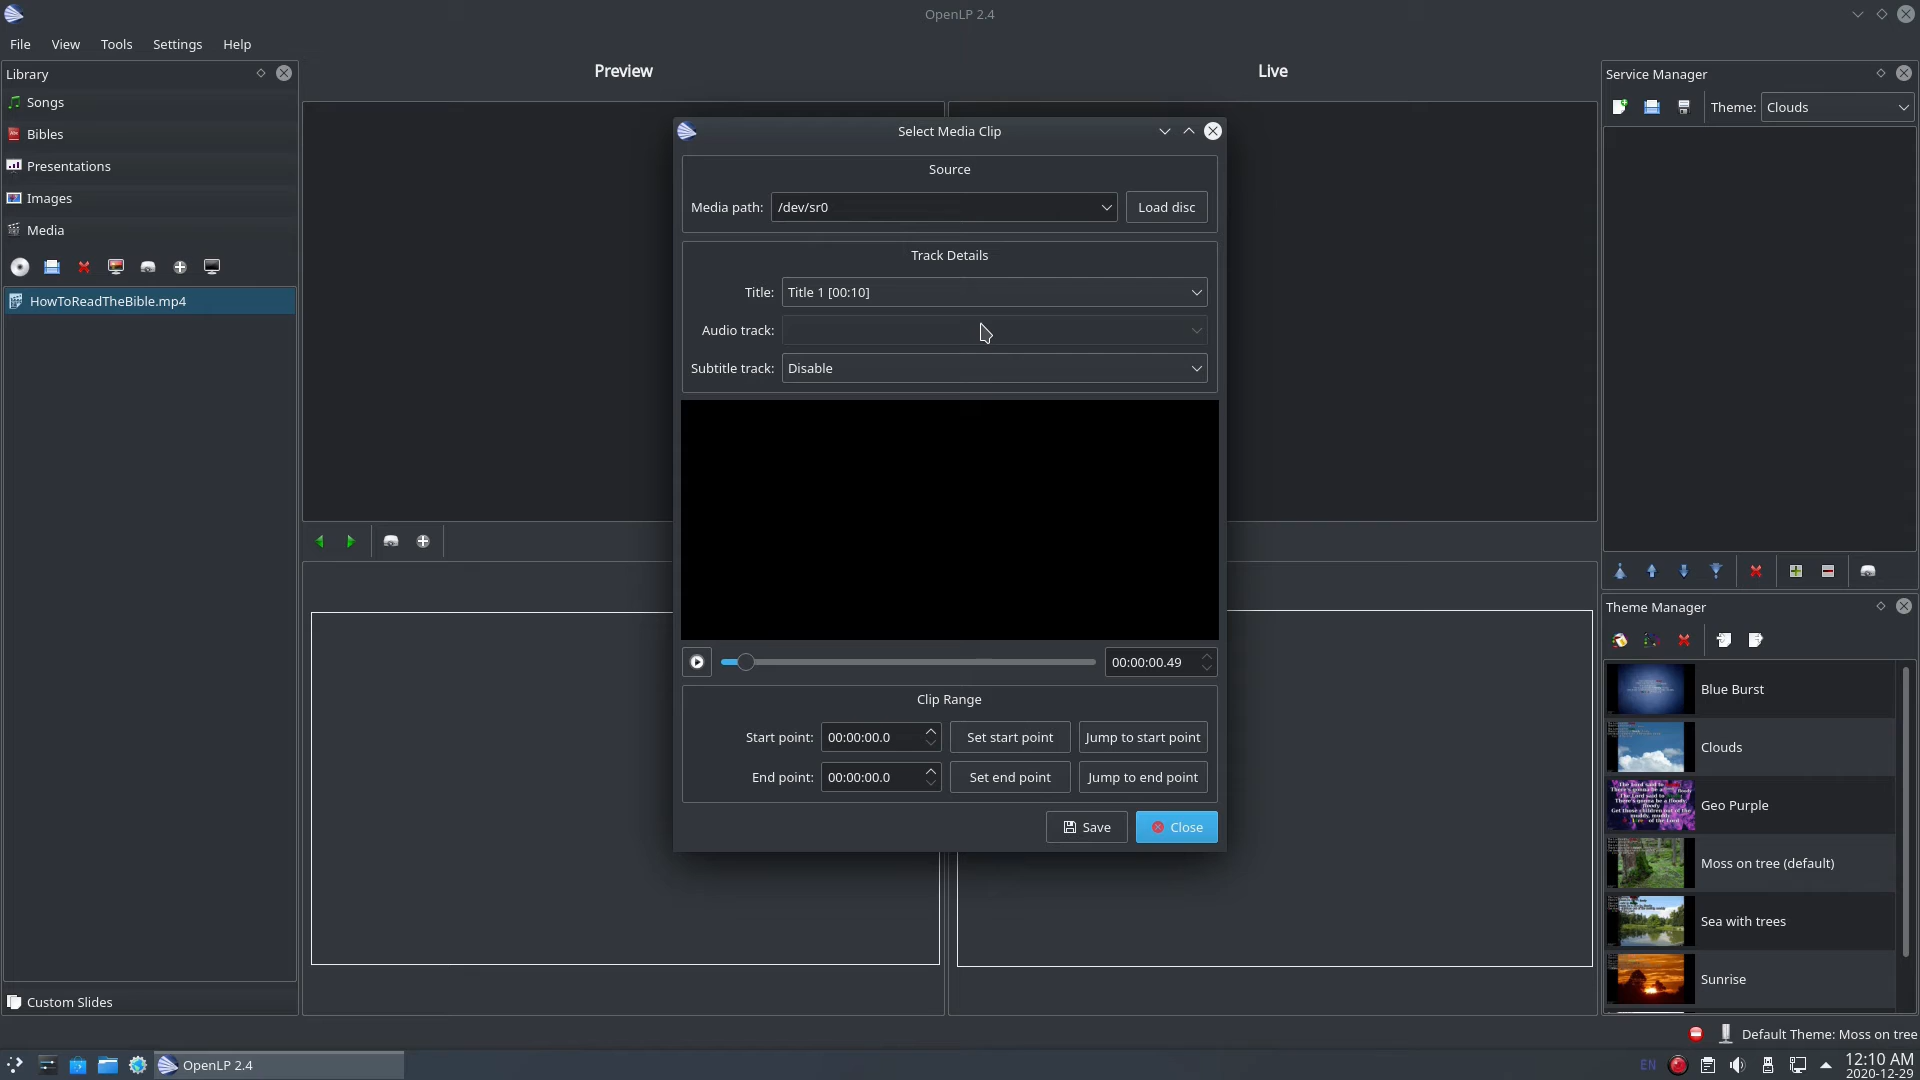 OpenLP 2.4
File View Tools Settings Help
Library
Songs
Bibles
Presentations
Images
Media
HowToReadTheBible.mp4
Custom Slides
Preview
Live
Select Media Clip
Source
Media path: /dev/sr0 Load disc
Track Details
Title: Title 1 [00:10]
Audio track:
Subtitle track: Disable
00:00:00.49
Clip Range
Start point: 00:00:00.0 Set start point Jump to start point
End point: 00:00:00.0 Set end point Jump to end point
Save Close
Service Manager
Theme: Clouds
Theme Manager
Blue Burst
Clouds
Geo Purple
Moss on tree (default)
Sea with trees
Sunrise
Default Theme: Moss on tree
OpenLP 2.4
EN
12:10 AM
2020-12-29